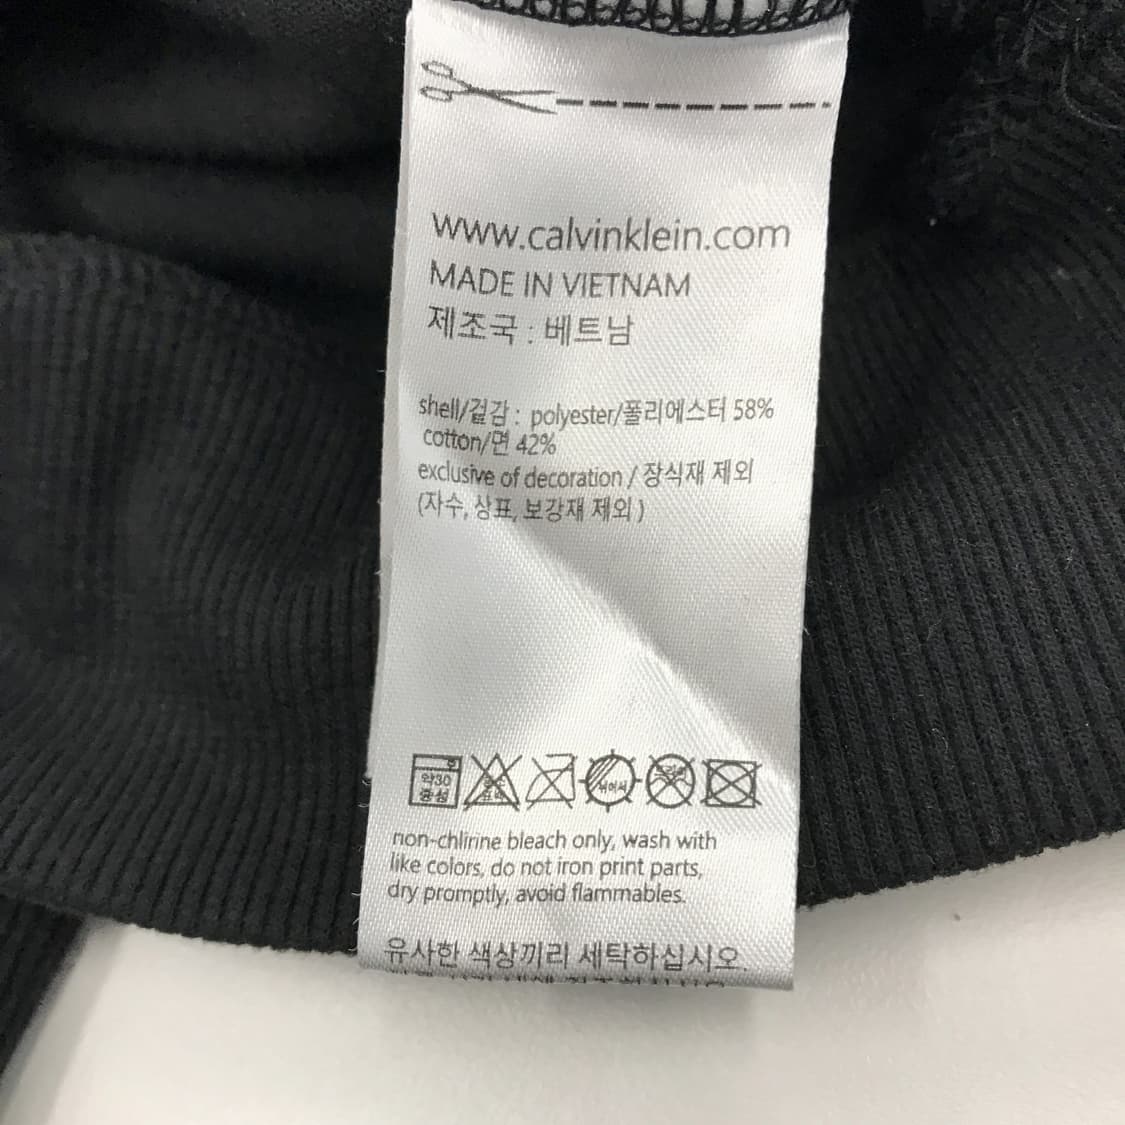 www.calvinklein.com
MADE IN VIETNAM
제조국 : 베트남
shell/겉감 : polyester/폴리에스터 58%
cotton/면 42%
exclusive of decoration / 장식재 제외
(자수, 상표, 보강재 제외)
약30
중성
뉘어서
non-chlirine bleach only, wash with
like colors, do not iron print parts,
dry promptly, avoid flammables.
유사한 색상끼리 세탁하십시오.